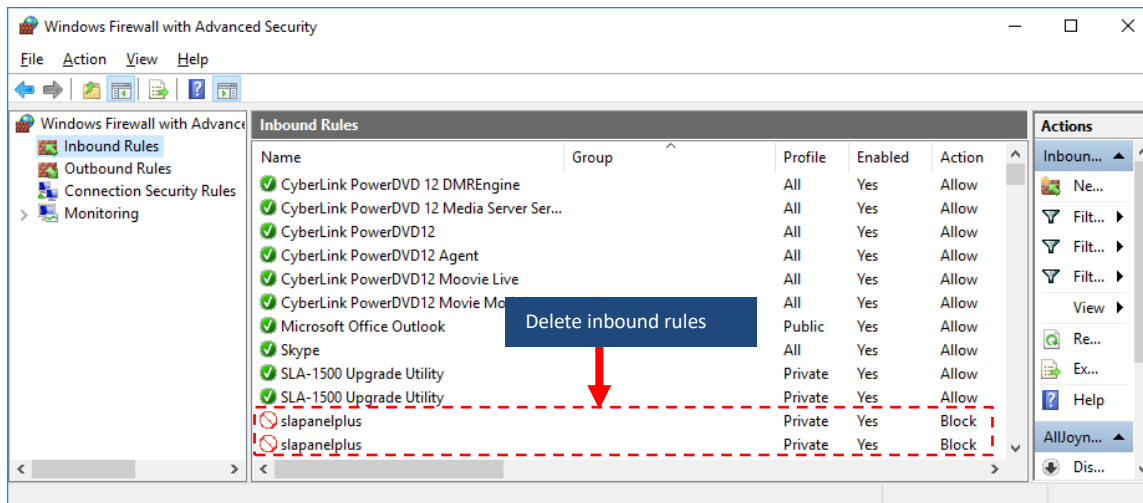 Windows Firewall with Advanced Security
File Action View Help
Windows Firewall with Advance
Inbound Rules
Outbound Rules
Connection Security Rules
Monitoring
Inbound Rules
Name Group Profile Enabled Action
CyberLink PowerDVD 12 DMREngine All Yes Allow
CyberLink PowerDVD 12 Media Server Ser... All Yes Allow
CyberLink PowerDVD12 All Yes Allow
CyberLink PowerDVD12 Agent All Yes Allow
CyberLink PowerDVD12 Moovie Live All Yes Allow
CyberLink PowerDVD12 Movie All Yes Allow
Microsoft Office Outlook Public Yes Allow
Skype All Yes Allow
SLA-1500 Upgrade Utility Private Yes Allow
SLA-1500 Upgrade Utility Private Yes Allow
slapanelplus Private Yes Block
slapanelplus Private Yes Block
Delete inbound rules
Actions
Inboun...
Ne...
Filt...
Filt...
Filt...
View
Re...
Ex...
Help
AllJoyn...
Dis...